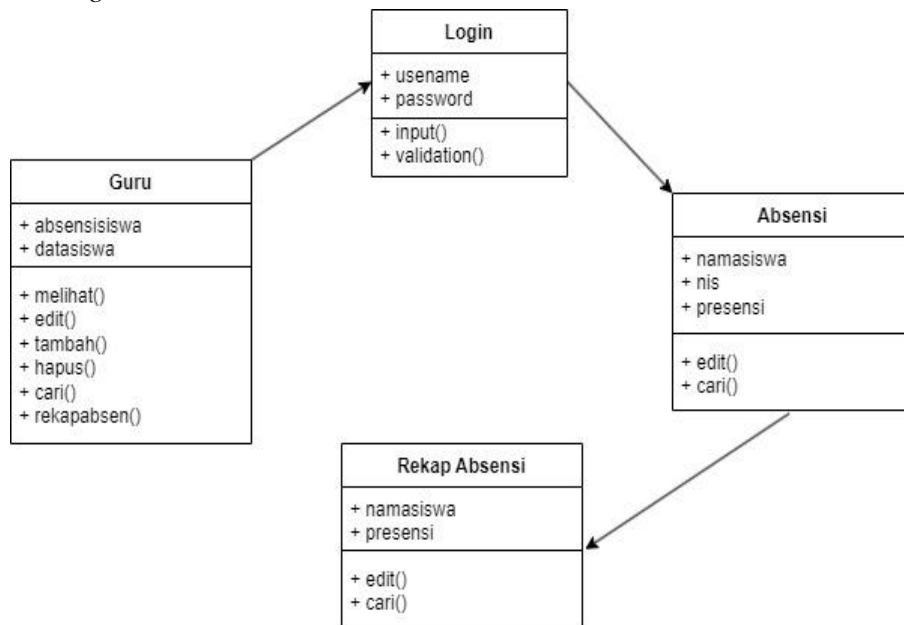 Login
+ usename
+ password
+ input()
+ validation()
Guru
+ absensisiswa
+ datasiswa
+ melihat()
+ edit()
+ tambah()
+ hapus()
+ cari()
+ rekapabsen()
Absensi
+ namasiswa
+ nis
+ presensi
+ edit()
+ cari()
Rekap Absensi
+ namasiswa
+ presensi
+ edit()
+ cari()